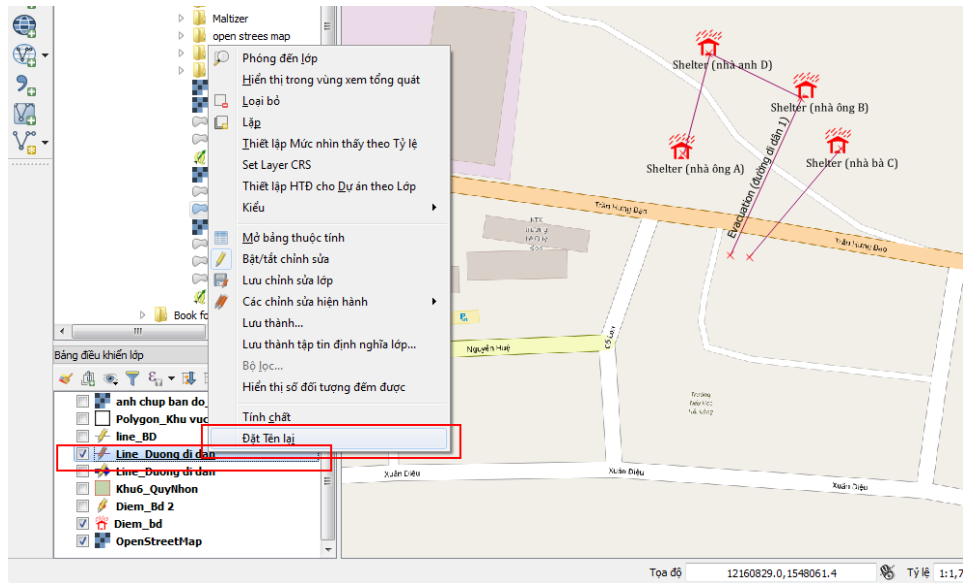 Maltizer
open strees map
Book fo
Phóng đến lớp
Hiển thị trong vùng xem tổng quát
Loại bỏ
Lặp
Thiết lập Mức nhìn thấy theo Tỷ lệ
Set Layer CRS
Thiết lập HTĐ cho Dự án theo Lớp
Kiểu
Mở bảng thuộc tính
Bật/tắt chỉnh sửa
Lưu chỉnh sửa lớp
Các chỉnh sửa hiện hành
Lưu thành...
Lưu thành tập tin định nghĩa lớp...
Bộ lọc...
Hiển thị số đối tượng đếm được
Tính chất
Đặt Tên lại
Bảng điều khiển lớp
anh chup ban do_
Polygon_Khu vuc
line_BD
Line_Duong di dan
Line_Duong di dan
Khu6_QuyNhon
Diem_Bd 2
Diem_bd
OpenStreetMap
Shelter (nhà anh D)
Shelter (nhà ông B)
Shelter (nhà ông A)
Shelter (nhà bà C)
Evacuation (đường di dân 1)
Trần Hưng Đạo
Trần Hưng Đạo
Nguyễn Huệ
Xuân Diệu
Xuân Diệu
Xuân Diệu
Tọa độ
12160829.0,1548061.4
Tỷ lệ
1:1,7